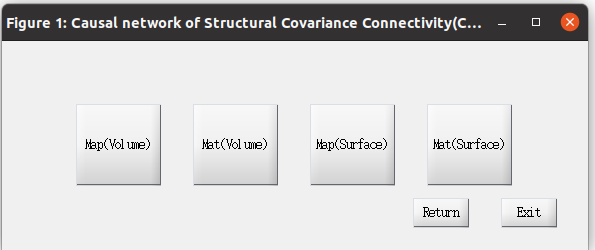 Figure 1: Causal network of Structural Covariance Connectivity(C...
Map(Volume) Mat(Volume) Map(Surface) Mat(Surface)
Return Exit